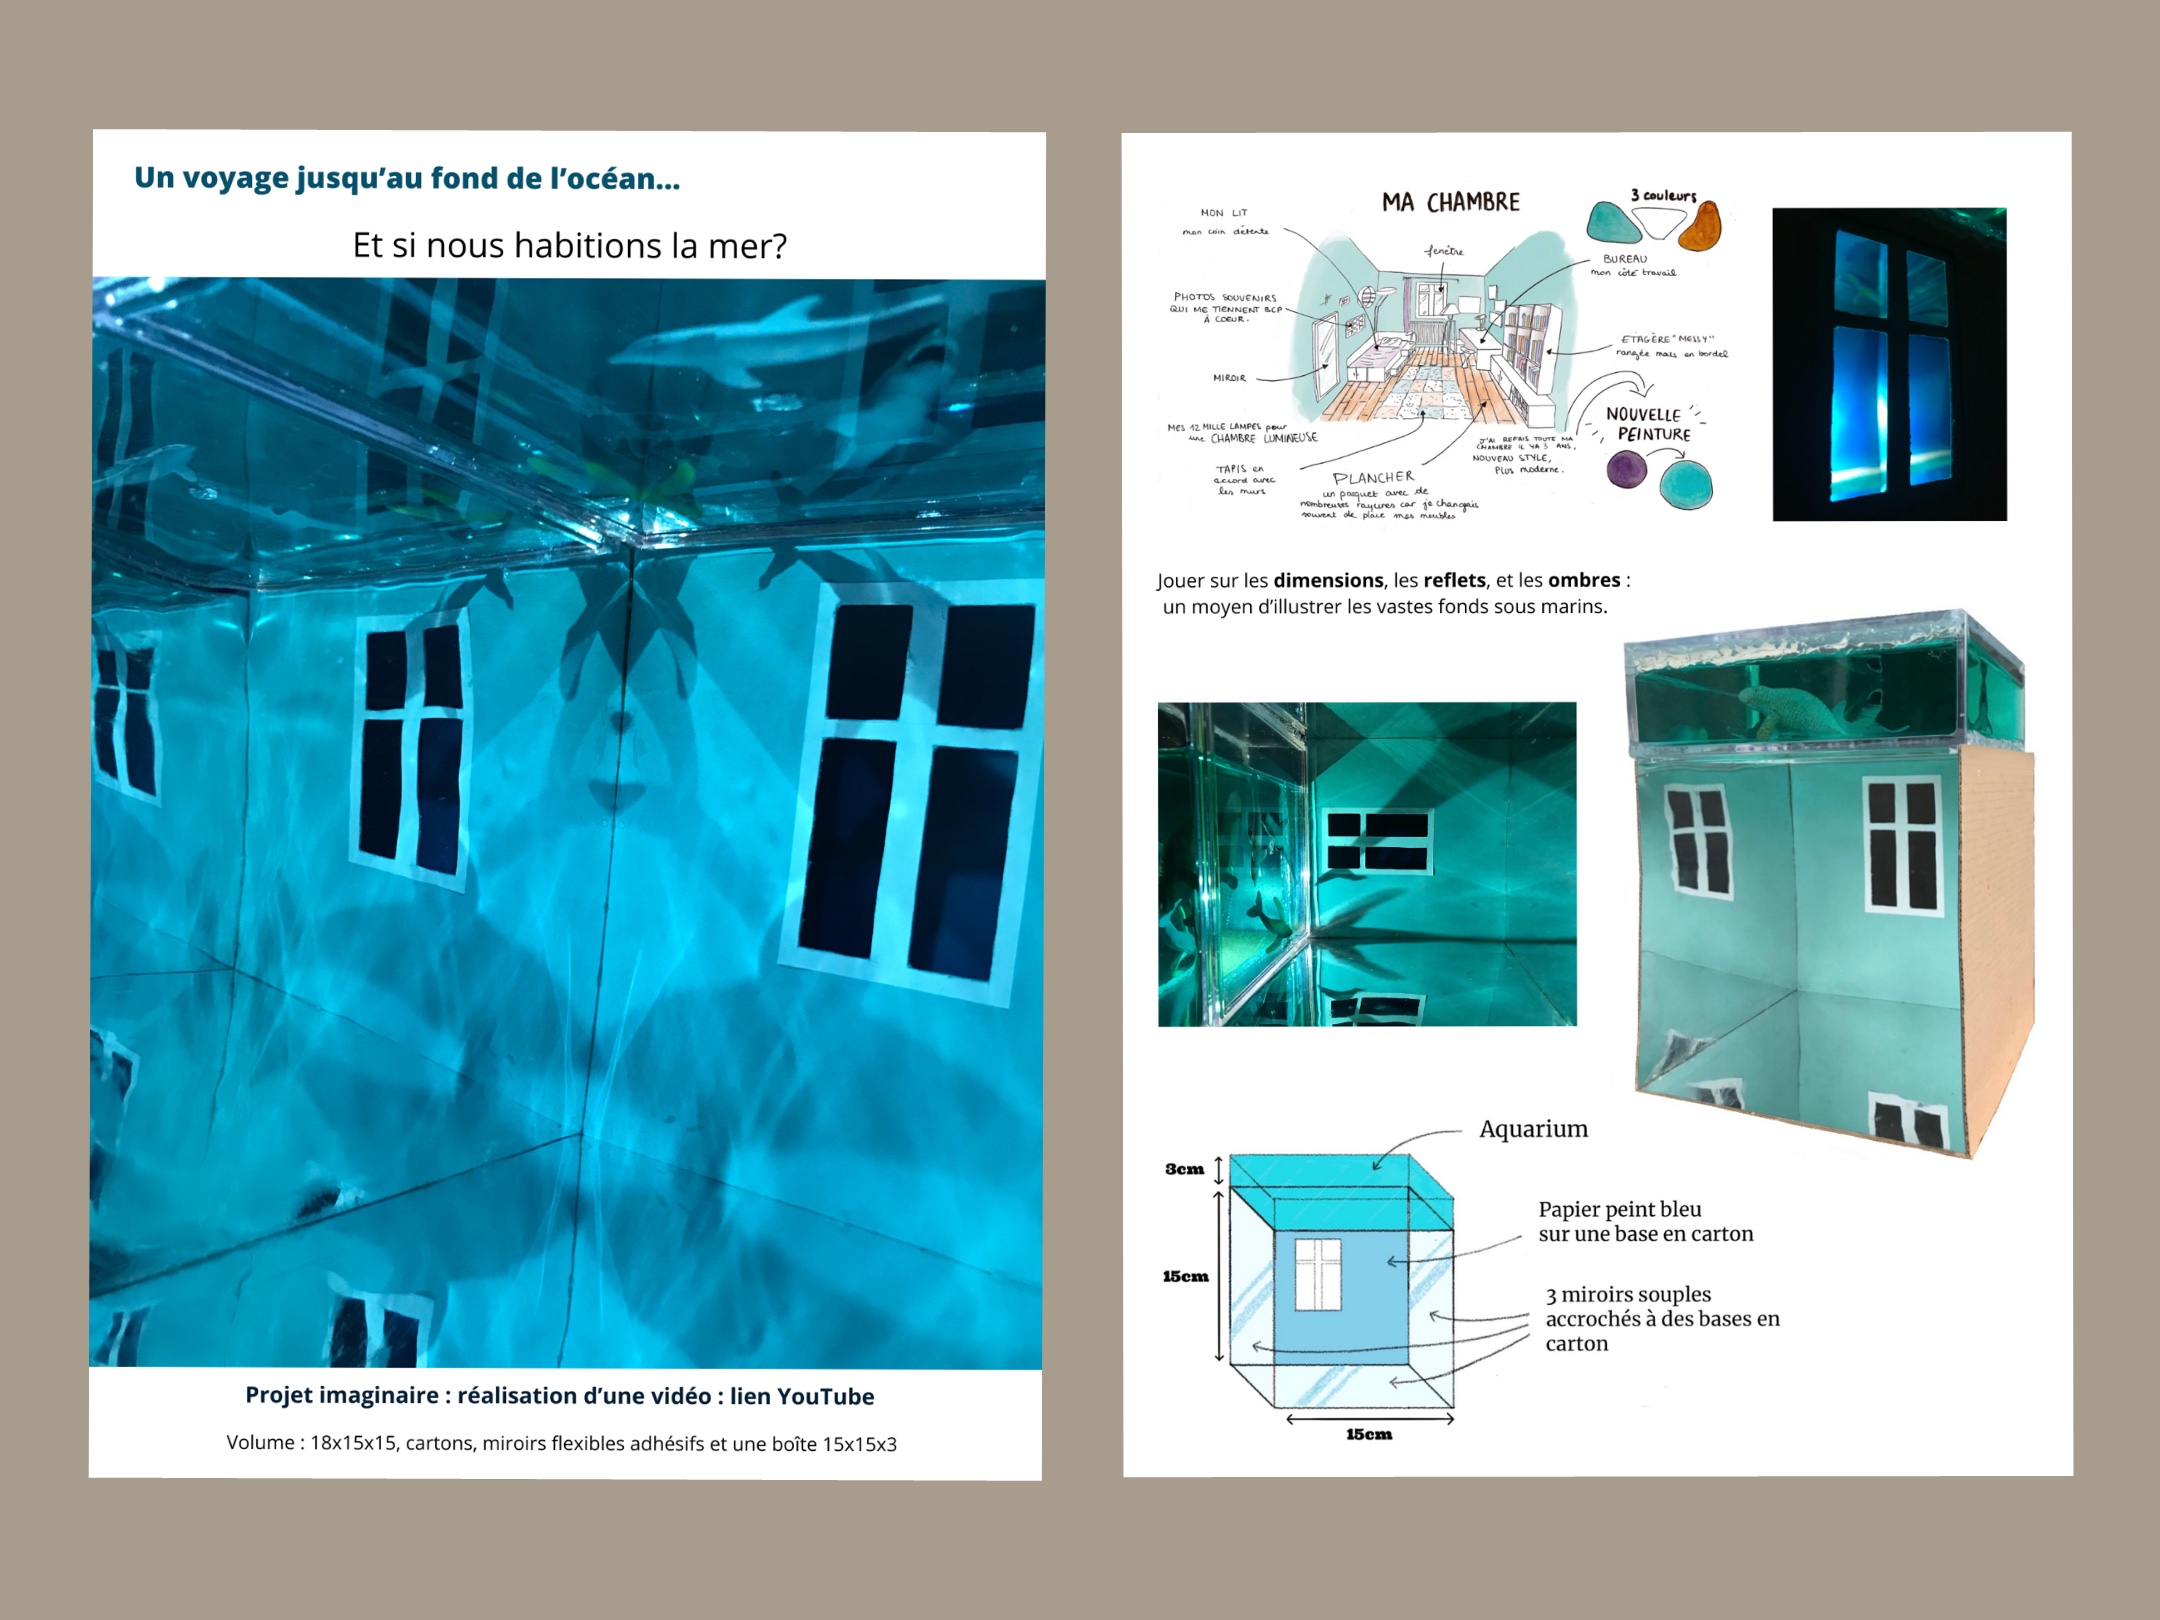 Un voyage jusqu'au fond de l'océan...
Et si nous habitions la mer?
Projet imaginaire : réalisation d'une vidéo : lien YouTube
Volume : 18x15x15, cartons, miroirs flexibles adhésifs et une boîte 15x15x3
MA CHAMBRE
3 couleurs
MON LIT
mon coin détente
fenêtre
BUREAU
mon côté travail
PHOTOS SOUVENIRS
QUI ME TIENNENT BCP
À COEUR.
ETAGÈRE "MESSY"
rangée mais en bordel
MIROIR
NOUVELLE
PEINTURE
MES 12 MILLE LAMPES pour
une CHAMBRE LUMINEUSE
J'AI REFAIS TOUTE MA
CHAMBRE IL YA 3 ANS,
NOUVEAU STYLE,
PLUS moderne.
TAPIS en
accord avec
les murs
PLANCHER
un parquet avec de
nombreuses rayures car je changeais
souvent de place mes meubles
Jouer sur les dimensions, les reflets, et les ombres :
un moyen d'illustrer les vastes fonds sous marins.
Aquarium
3cm
Papier peint bleu
sur une base en carton
15cm
3 miroirs souples
accrochés à des bases en
carton
15cm